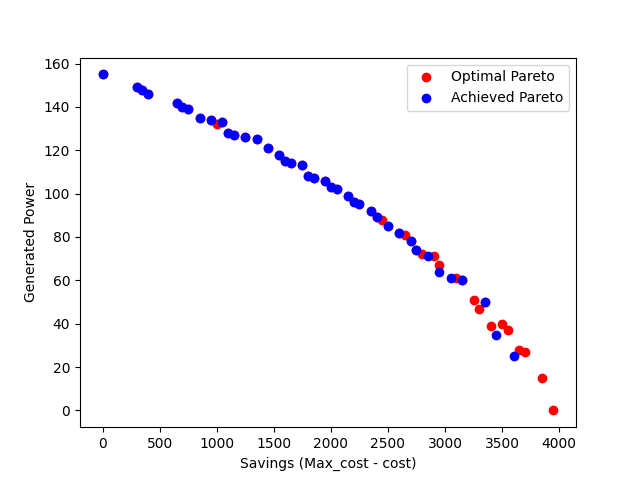 Optimal Pareto
Achieved Pareto
160
140
120
100
80
60
40
20
0
Generated Power
0 500 1000 1500 2000 2500 3000 3500 4000
Savings (Max_cost - cost)